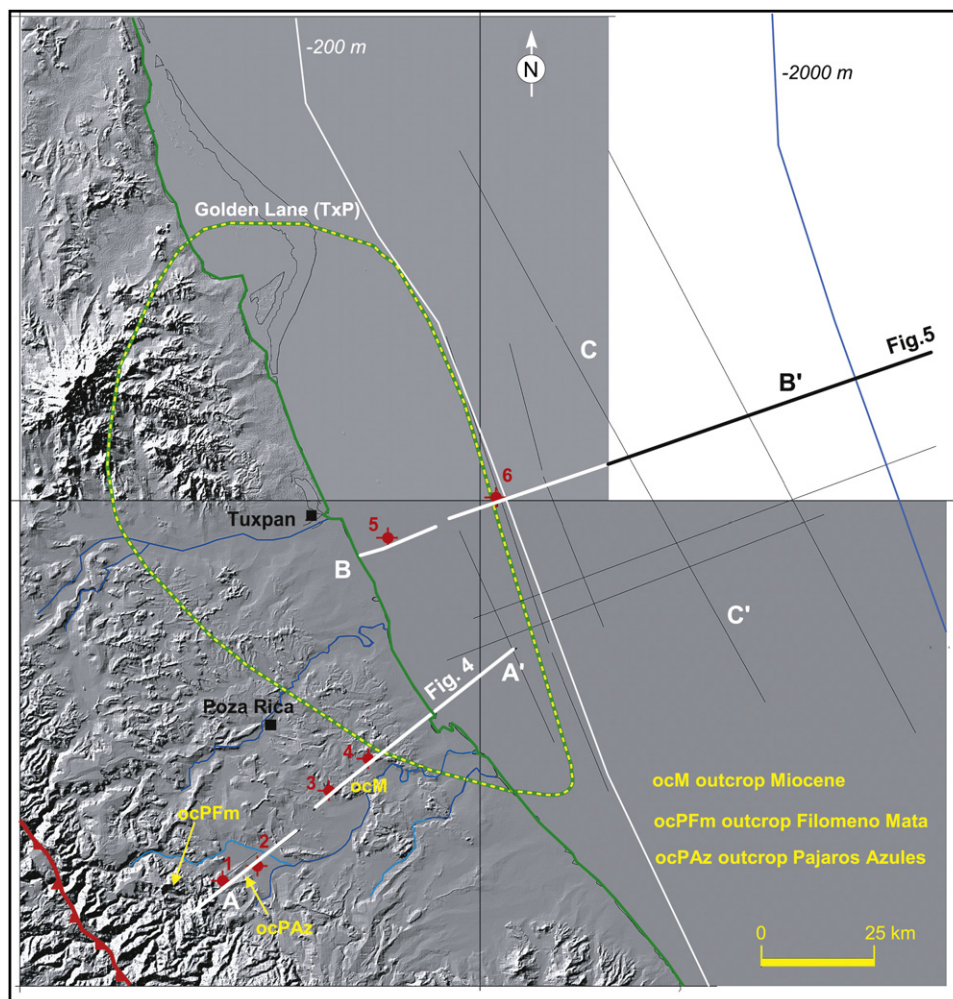 -200 m
N
-2000 m
Golden Lane (TxP)
C
Fig.5
B'
6
Tuxpan
5
B
C'
Fig. 4
A'
Poza Rica
4
3
ocM
ocM outcrop Miocene
ocPFm
ocPFm outcrop Filomeno Mata
2
ocPAz outcrop Pajaros Azules
1
A
ocPAz
0
25 km